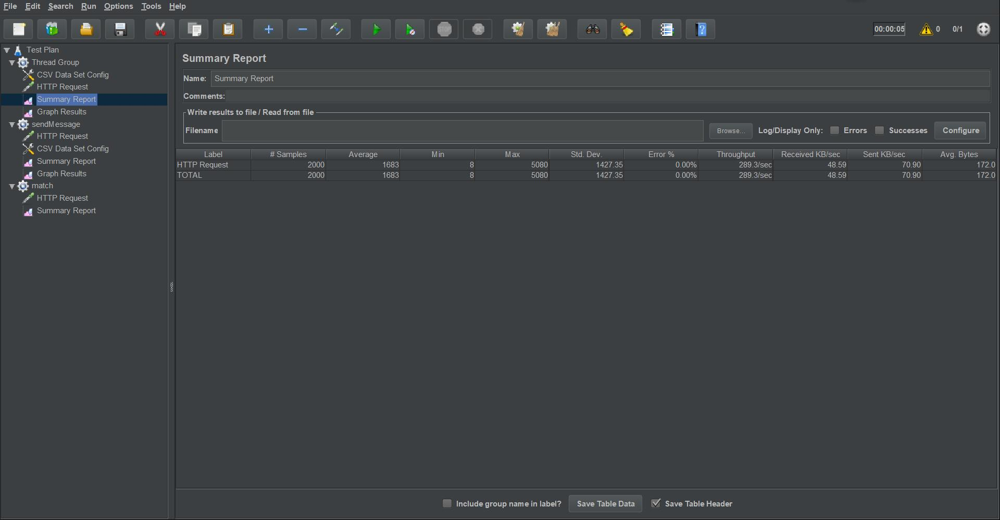 File Edit Search Run Options Tools Help
STOP
00:00:05 0 0/1
Test Plan
Thread Group
CSV Data Set Config
HTTP Request
Summary Report
Graph Results
sendMessage
HTTP Request
CSV Data Set Config
Summary Report
Graph Results
match
HTTP Request
Summary Report
Summary Report
Name: Summary Report
Comments:
Write results to file / Read from file
Filename Browse... Log/Display Only: Errors Successes Configure
Label # Samples Average Min Max Std. Dev. Error % Throughput Received KB/sec Sent KB/sec Avg. Bytes
HTTP Request 2000 1683 8 5080 1427.35 0.00% 289.3/sec 48.59 70.90 172.0
TOTAL 2000 1683 8 5080 1427.35 0.00% 289.3/sec 48.59 70.90 172.0
Include group name in label? Save Table Data Save Table Header